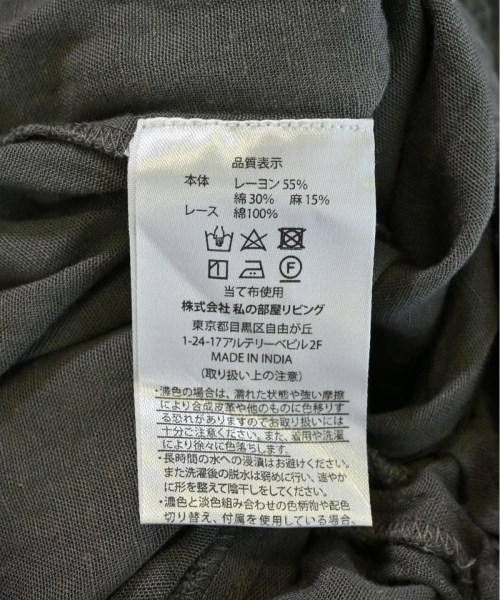 品質表示
本体 レーヨン 55%
綿 30% 麻 15%
レース 綿100%
F
当て布使用
株式会社 私の部屋リビング
東京都目黒区自由が丘
1-24-17アルテリーベビル 2F
MADE IN INDIA
(取り扱い上の注意)
・濃色の場合は、濡れた状態や強い摩擦
により合成皮革や他のものに色移りす
る恐れがありますのでお取り扱いには
十分ご注意ください。また、着用や洗濯
により徐々に色落ちします。
・長時間の水への浸漬はお避けください。
また洗濯後の脱水は弱めに行い、速やか
に形を整えて陰干しをしてください。
・濃色と淡色組み合わせの色柄物や配色
切り替え、付属を使用している場合、